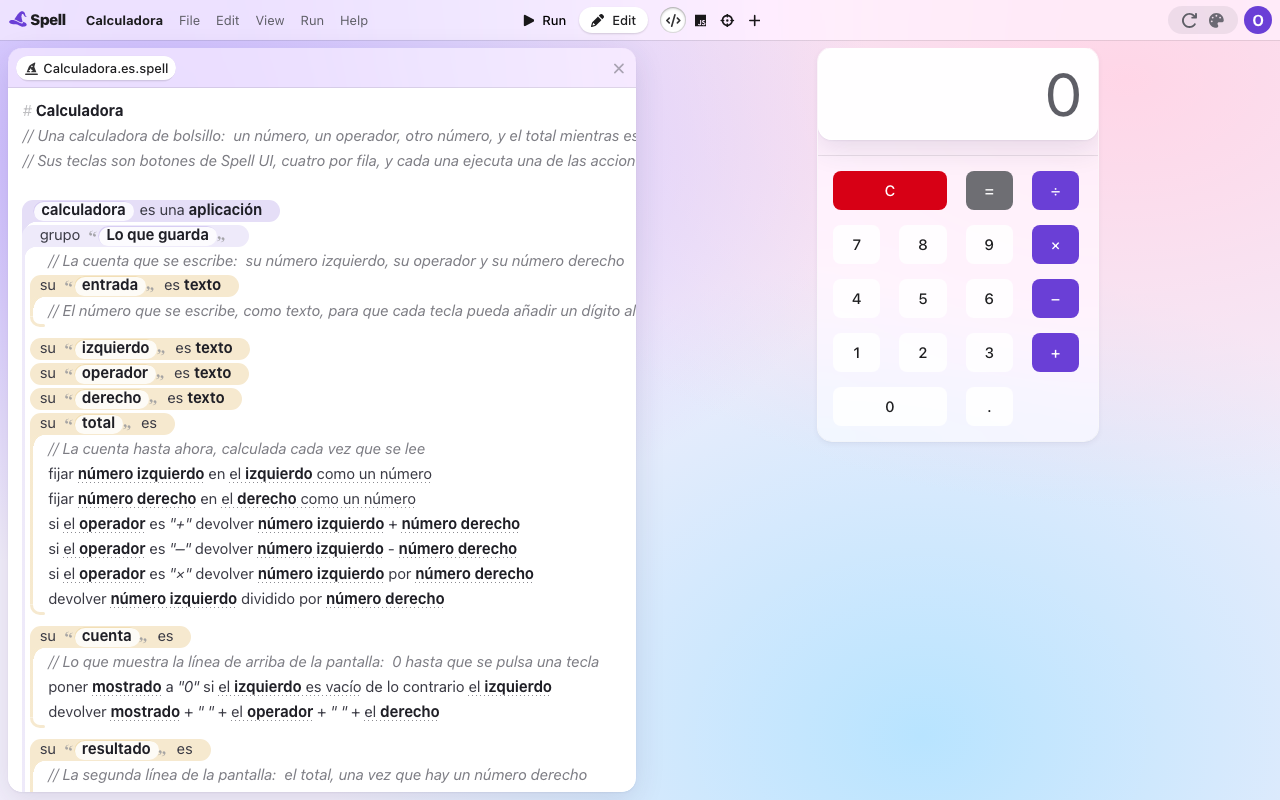 Spell Calculadora File Edit View Run Help Run Edit JS O
Calculadora.es.spell
# Calculadora
// Una calculadora de bolsillo: un número, un operador, otro número, y el total mientras es
// Sus teclas son botones de Spell UI, cuatro por fila, y cada una ejecuta una de las accion
calculadora es una aplicación
grupo “ Lo que guarda „
// La cuenta que se escribe: su número izquierdo, su operador y su número derecho
su “ entrada „ es texto
// El número que se escribe, como texto, para que cada tecla pueda añadir un dígito al
su “ izquierdo „ es texto
su “ operador „ es texto
su “ derecho „ es texto
su “ total „ es
// La cuenta hasta ahora, calculada cada vez que se lee
fijar número izquierdo en el izquierdo como un número
fijar número derecho en el derecho como un número
si el operador es "+" devolver número izquierdo + número derecho
si el operador es "−" devolver número izquierdo - número derecho
si el operador es "×" devolver número izquierdo por número derecho
devolver número izquierdo dividido por número derecho
su “ cuenta „ es
// Lo que muestra la línea de arriba de la pantalla: 0 hasta que se pulsa una tecla
poner mostrado a "0" si el izquierdo es vacío de lo contrario el izquierdo
devolver mostrado + " " + el operador + " " + el derecho
su “ resultado „ es
// La segunda línea de la pantalla: el total, una vez que hay un número derecho
0
C = ÷
7 8 9 ×
4 5 6 −
1 2 3 +
0 .